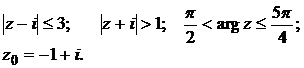 |z − i| ≤ 3;   |z + i| > 1;   π/2 < arg z ≤ 5π/4;
z₀ = −1 + i.